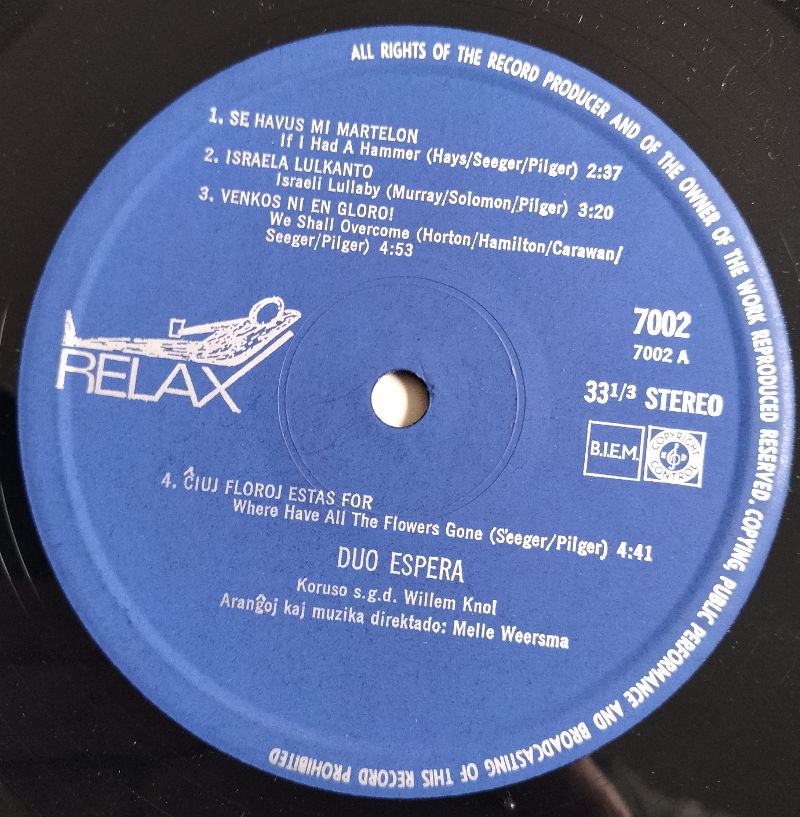 ALL RIGHTS OF THE RECORD PRODUCER AND OF THE OWNER OF THE WORK REPRODUCED RESERVED. COPYING, PUBLIC PERFORMANCE AND BROADCASTING OF THIS RECORD PROHIBITED
1. SE HAVUS MI MARTELON
If I Had A Hammer (Hays/Seeger/Pilger) 2:37
2. ISRAELA LULKANTO
Israeli Lullaby (Murray/Solomon/Pilger) 3:20
3. VENKOS NI EN GLORO!
We Shall Overcome (Horton/Hamilton/Carawan/
Seeger/Pilger) 4:53
RELAX
7002
7002 A
33 1/3 STEREO
B.I.E.M.
COPYRIGHT CONTROL
4. ĈIUJ FLOROJ ESTAS FOR
Where Have All The Flowers Gone (Seeger/Pilger) 4:41
DUO ESPERA
Koruso s.g.d. Willem Knol
Aranĝoj kaj muzika direktado: Melle Weersma